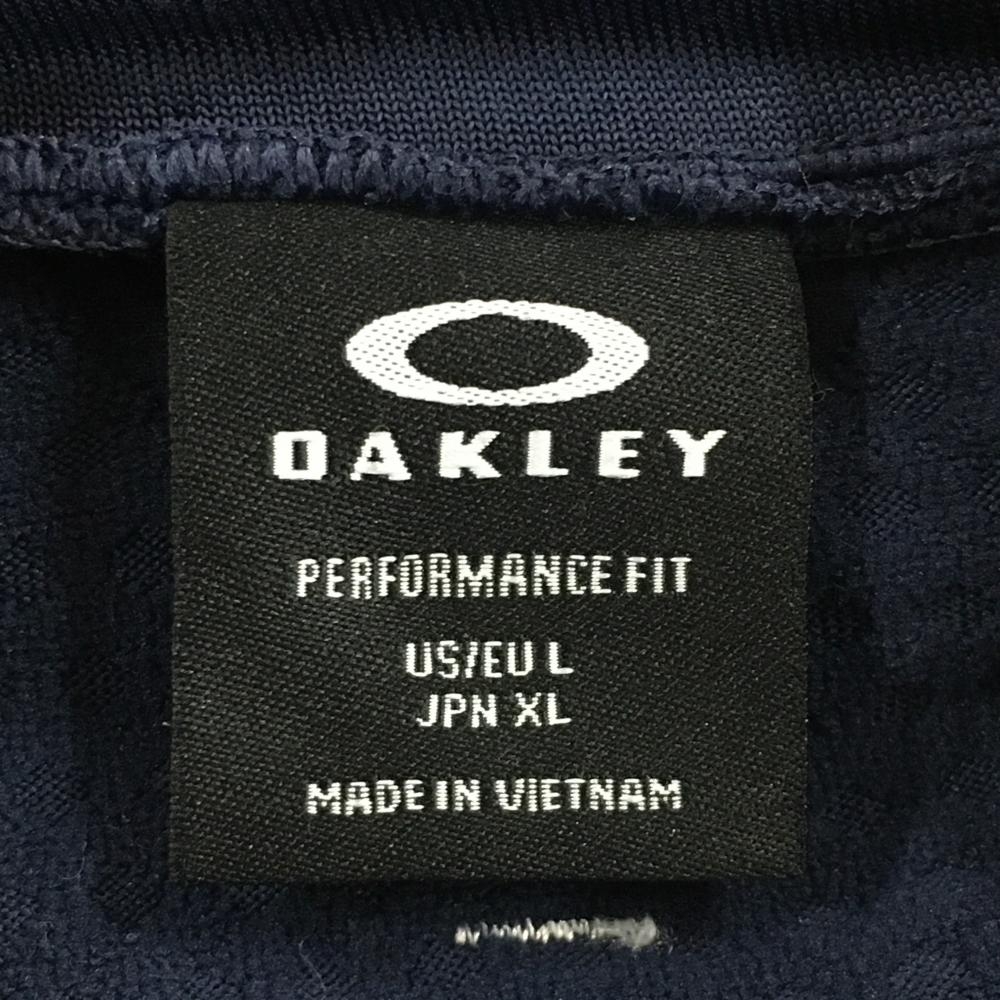 OAKLEY
PERFORMANCE FIT
US/EU L
JPN XL
MADE IN VIETNAM